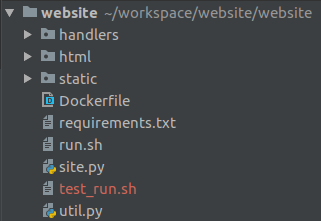 website ~/workspace/website/website
handlers
html
static
Dockerfile
requirements.txt
run.sh
site.py
test_run.sh
util.py